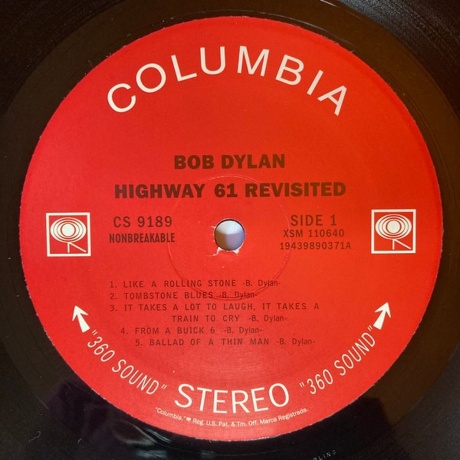 COLUMBIA
BOB DYLAN
HIGHWAY 61 REVISITED
CS 9189
NONBREAKABLE
SIDE 1
XSM 110640
19439890371A
1. LIKE A ROLLING STONE -B. Dylan-
2. TOMBSTONE BLUES -B. Dylan-
3. IT TAKES A LOT TO LAUGH, IT TAKES A
TRAIN TO CRY -B. Dylan-
4. FROM A BUICK 6 -B. Dylan-
5. BALLAD OF A THIN MAN -B. Dylan-
"360 SOUND" STEREO "360 SOUND"
"Columbia," ® Reg. U.S. Pat. & Tm. Off. Marca Registrada.